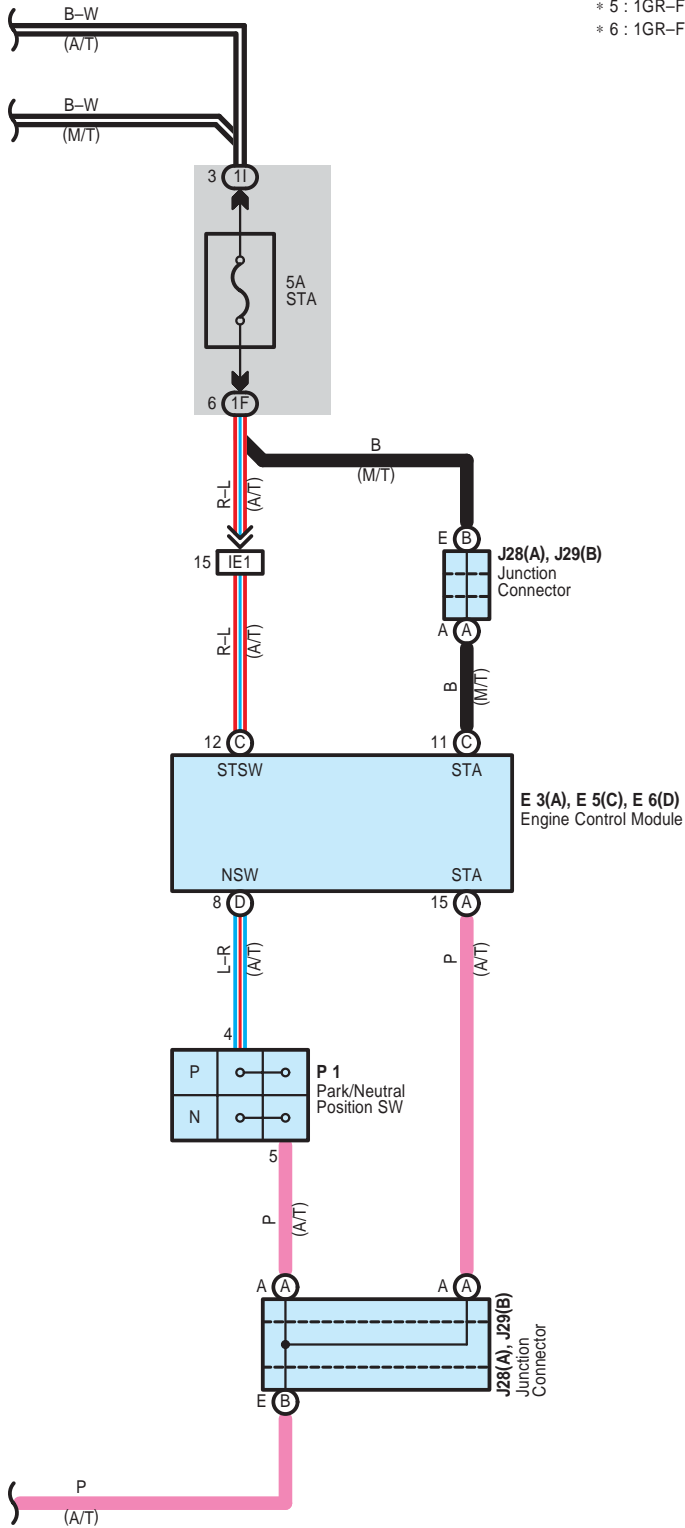 ∗ 5 : 1GR–F
∗ 6 : 1GR–F
B–W
(A/T)
B–W
(M/T)
3 1I
5A
STA
6 1F
B
(M/T)
R–L
(A/T)
E B
J28(A), J29(B)
Junction
Connector
15 IE1
A A
R–L
(A/T)
B
(M/T)
12 C
11 C
STSW
STA
E 3(A), E 5(C), E 6(D)
Engine Control Module
NSW
STA
8 D
15 A
L–R
(A/T)
P
(A/T)
4
P
N
P 1
Park/Neutral
Position SW
5
P
(A/T)
A A
A A
J28(A), J29(B)
Junction
Connector
E B
P
(A/T)